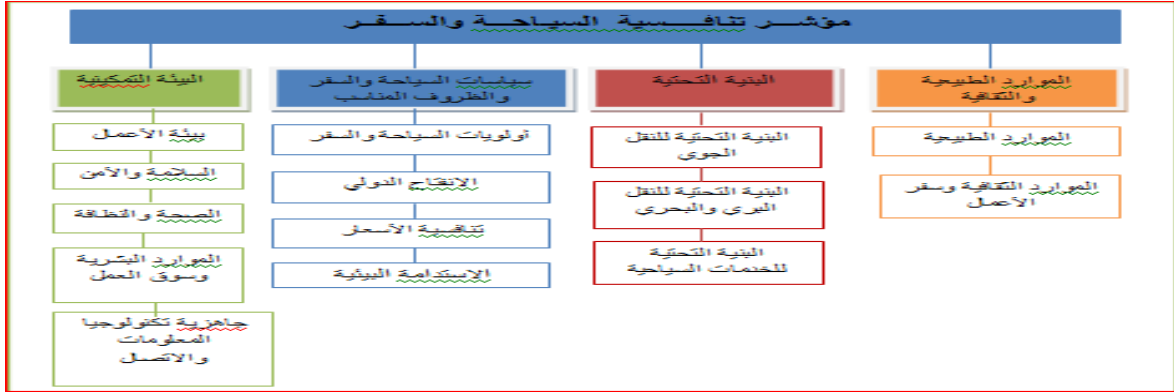 مؤشر تنافسية السياحة والسفر
الموارد الطبيعية
والثقافية
الموارد الطبيعية
الموارد الثقافية وسفر
الأعمال
البنية التحتية
البنية التحتية للنقل
الجوي
البنية التحتية للنقل
البري والبحري
البنية التحتية
للخدمات السياحية
سياسات السياحة والسفر
والظروف المناسب
أولويات السياحة والسفر
الانفتاح الدولي
تنافسية الأسعار
الاستدامة البيئية
البيئة التمكينية
بيئة الأعمال
السلامة والأمن
الصحة والنظافة
الموارد البشرية
وسوق العمل
جاهزية تكنولوجيا
المعلومات
والاتصل